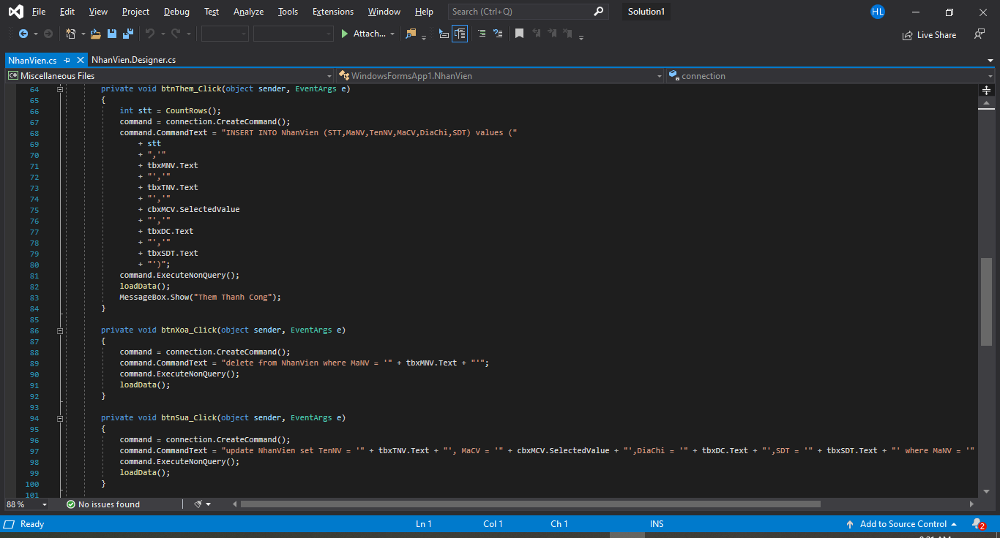 File Edit View Project Debug Test Analyze Tools Extensions Window Help Search (Ctrl+Q) Solution1 HL
Attach... Live Share
NhanVien.cs NhanVien.Designer.cs
C# Miscellaneous Files WindowsFormsApp1.NhanVien connection
64 private void btnThem_Click(object sender, EventArgs e)
65 {
66 int stt = CountRows();
67 command = connection.CreateCommand();
68 command.CommandText = "INSERT INTO NhanVien (STT,MaNV,TenNV,MaCV,DiaChi,SDT) values ("
69 + stt
70 + ",'"
71 + tbxMNV.Text
72 + "','"
73 + tbxTNV.Text
74 + "','"
75 + cbxMCV.SelectedValue
76 + "','"
77 + tbxDC.Text
78 + "','"
79 + tbxSDT.Text
80 + "')";
81 command.ExecuteNonQuery();
82 loadData();
83 MessageBox.Show("Them Thanh Cong");
84 }
85
86 private void btnXoa_Click(object sender, EventArgs e)
87 {
88 command = connection.CreateCommand();
89 command.CommandText = "delete from NhanVien where MaNV = '" + tbxMNV.Text + "'";
90 command.ExecuteNonQuery();
91 loadData();
92 }
93
94 private void btnSua_Click(object sender, EventArgs e)
95 {
96 command = connection.CreateCommand();
97 command.CommandText = "update NhanVien set TenNV = '" + tbxTNV.Text + "', MaCV = '" + cbxMCV.SelectedValue + "',DiaChi = '" + tbxDC.Text + "',SDT = '" + tbxSDT.Text + "' where MaNV = '"
98 command.ExecuteNonQuery();
99 loadData();
100 }
101
88 % No issues found
Ready Ln 1 Col 1 Ch 1 INS Add to Source Control 2